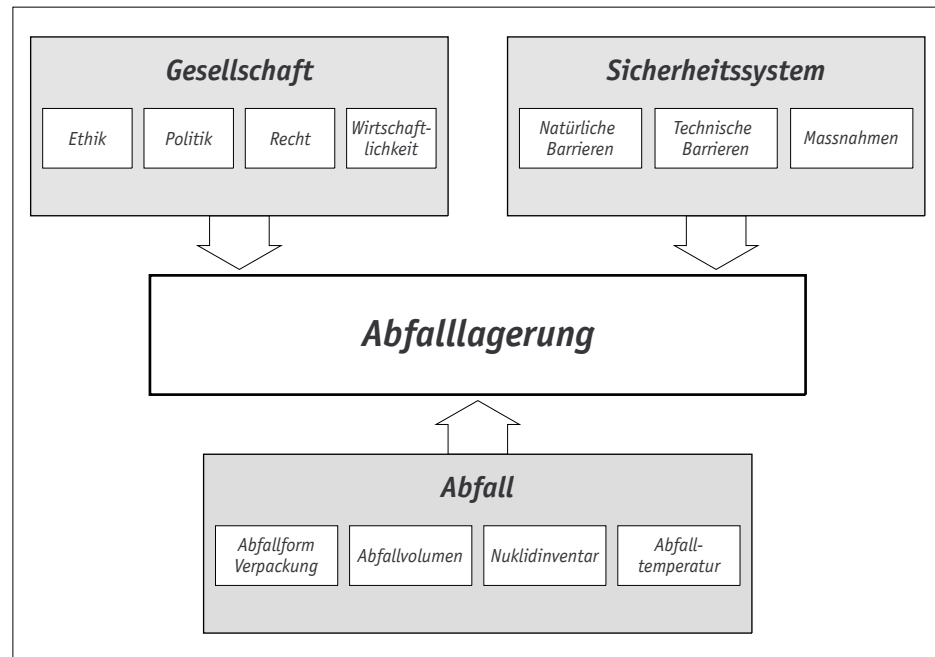 Gesellschaft
Ethik
Politik
Recht
Wirtschaft-
lichkeit
Sicherheitssystem
Natürliche
Barrieren
Technische
Barrieren
Massnahmen
Abfalllagerung
Abfall
Abfallform
Verpackung
Abfallvolumen
Nuklidinventar
Abfall-
temperatur